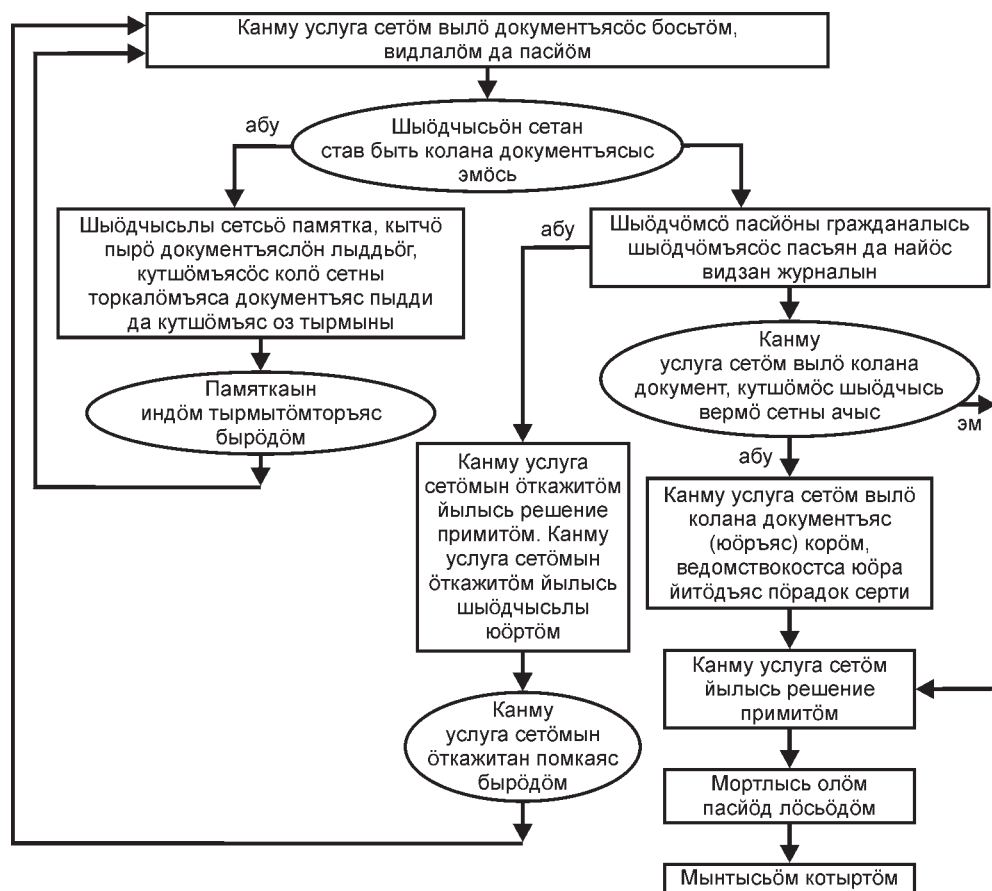 Канму услуга сетӧм вылӧ документъясӧс босьтӧм,
видлалӧм да пасйӧм
абу
Шыӧдчысьӧн сетан
став быть колана документъясыс
эмӧсь
Шыӧдчысьлы сетсьӧ памятка, кытчӧ
пырӧ документъяслӧн лыддьӧг,
кутшӧмъясӧс колӧ сетны
торкалӧмъяса документъяс пыдди
да кутшӧмъяс оз тырмыны
абу
Шыӧдчӧмсӧ пасйӧны гражданалысь
шыӧдчӧмъясӧс пасъян да найӧс
видзан журналын
Памяткаын
индӧм тырмытӧмторъяс
бырӧдӧм
Канму
услуга сетӧм вылӧ колана
документ, кутшӧмӧс шыӧдчысь
вермӧ сетны ачыс
эм
абу
Канму услуга
сетӧмын ӧткажитӧм
йылысь решение
примитӧм. Канму
услуга сетӧмын
ӧткажитӧм йылысь
шыӧдчысьлы
юӧртӧм
Канму услуга сетӧм вылӧ
колана документъяс
(юӧръяс) корӧм,
ведомствокостса юӧра
йитӧдъяс пӧрадок серти
Канму услуга сетӧм
йылысь решение
примитӧм
Канму
услуга сетӧмын
ӧткажитан помкаяс
бырӧдӧм
Мортлысь олӧм
пасйӧд лӧсьӧдӧм
Мынтысьӧм котыртӧм